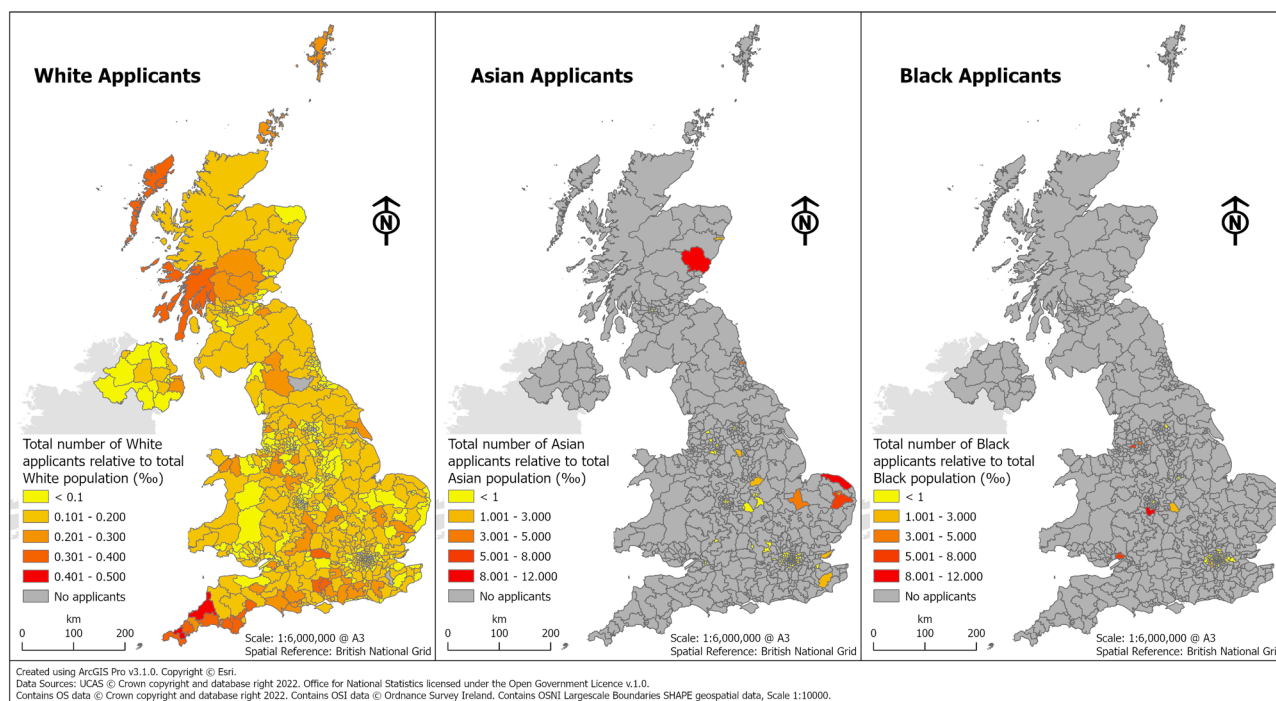 White Applicants
N
Total number of White
applicants relative to total
White population (‰)
< 0.1
0.101 - 0.200
0.201 - 0.300
0.301 - 0.400
0.401 - 0.500
No applicants
km
0 100 200
Scale: 1:6,000,000 @ A3
Spatial Reference: British National Grid
Asian Applicants
N
Total number of Asian
applicants relative to total
Asian population (‰)
< 1
1.001 - 3.000
3.001 - 5.000
5.001 - 8.000
8.001 - 12.000
No applicants
km
0 100 200
Scale: 1:6,000,000 @ A3
Spatial Reference: British National Grid
Black Applicants
N
Total number of Black
applicants relative to total
Black population (‰)
< 1
1.001 - 3.000
3.001 - 5.000
5.001 - 8.000
8.001 - 12.000
No applicants
km
0 100 200
Scale: 1:6,000,000 @ A3
Spatial Reference: British National Grid
Created using ArcGIS Pro v3.1.0. Copyright © Esri.
Data Sources: UCAS © Crown copyright and database right 2022. Office for National Statistics licensed under the Open Government Licence v.1.0.
Contains OS data © Crown copyright and database right 2022. Contains OSI data © Ordnance Survey Ireland. Contains OSNI Largescale Boundaries SHAPE geospatial data, Scale 1:10000.